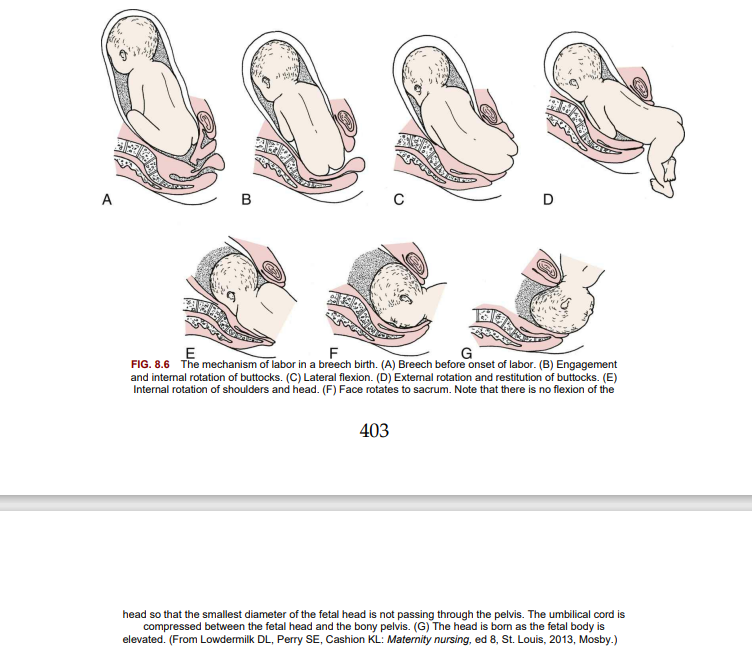 A
B
C
D
E
F
G
FIG. 8.6 The mechanism of labor in a breech birth. (A) Breech before onset of labor. (B) Engagement
and internal rotation of buttocks. (C) Lateral flexion. (D) External rotation and restitution of buttocks. (E)
Internal rotation of shoulders and head. (F) Face rotates to sacrum. Note that there is no flexion of the
403
head so that the smallest diameter of the fetal head is not passing through the pelvis. The umbilical cord is
compressed between the fetal head and the bony pelvis. (G) The head is born as the fetal body is
elevated. (From Lowdermilk DL, Perry SE, Cashion KL: Maternity nursing, ed 8, St. Louis, 2013, Mosby.)